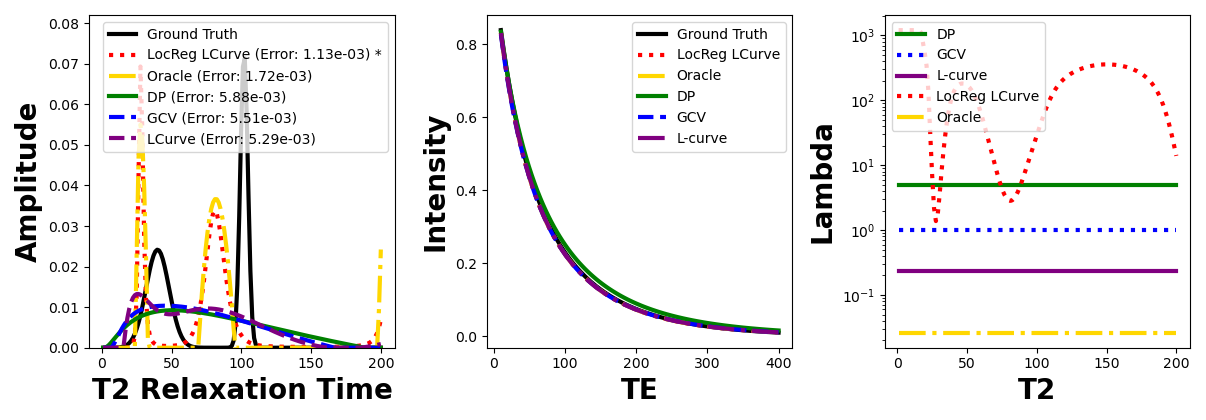 0.08
0.07
0.06
0.05
0.04
0.03
0.02
0.01
0.00
Amplitude
Ground Truth
LocReg LCurve (Error: 1.13e-03) *
Oracle (Error: 1.72e-03)
DP (Error: 5.88e-03)
GCV (Error: 5.51e-03)
LCurve (Error: 5.29e-03)
0 50 100 150 200
T2 Relaxation Time
0.8
0.6
0.4
0.2
0.0
Intensity
Ground Truth
LocReg LCurve
Oracle
DP
GCV
L-curve
0 100 200 300 400
TE
10³
10²
10¹
10⁰
10⁻¹
Lambda
DP
GCV
L-curve
LocReg LCurve
Oracle
0 50 100 150 200
T2